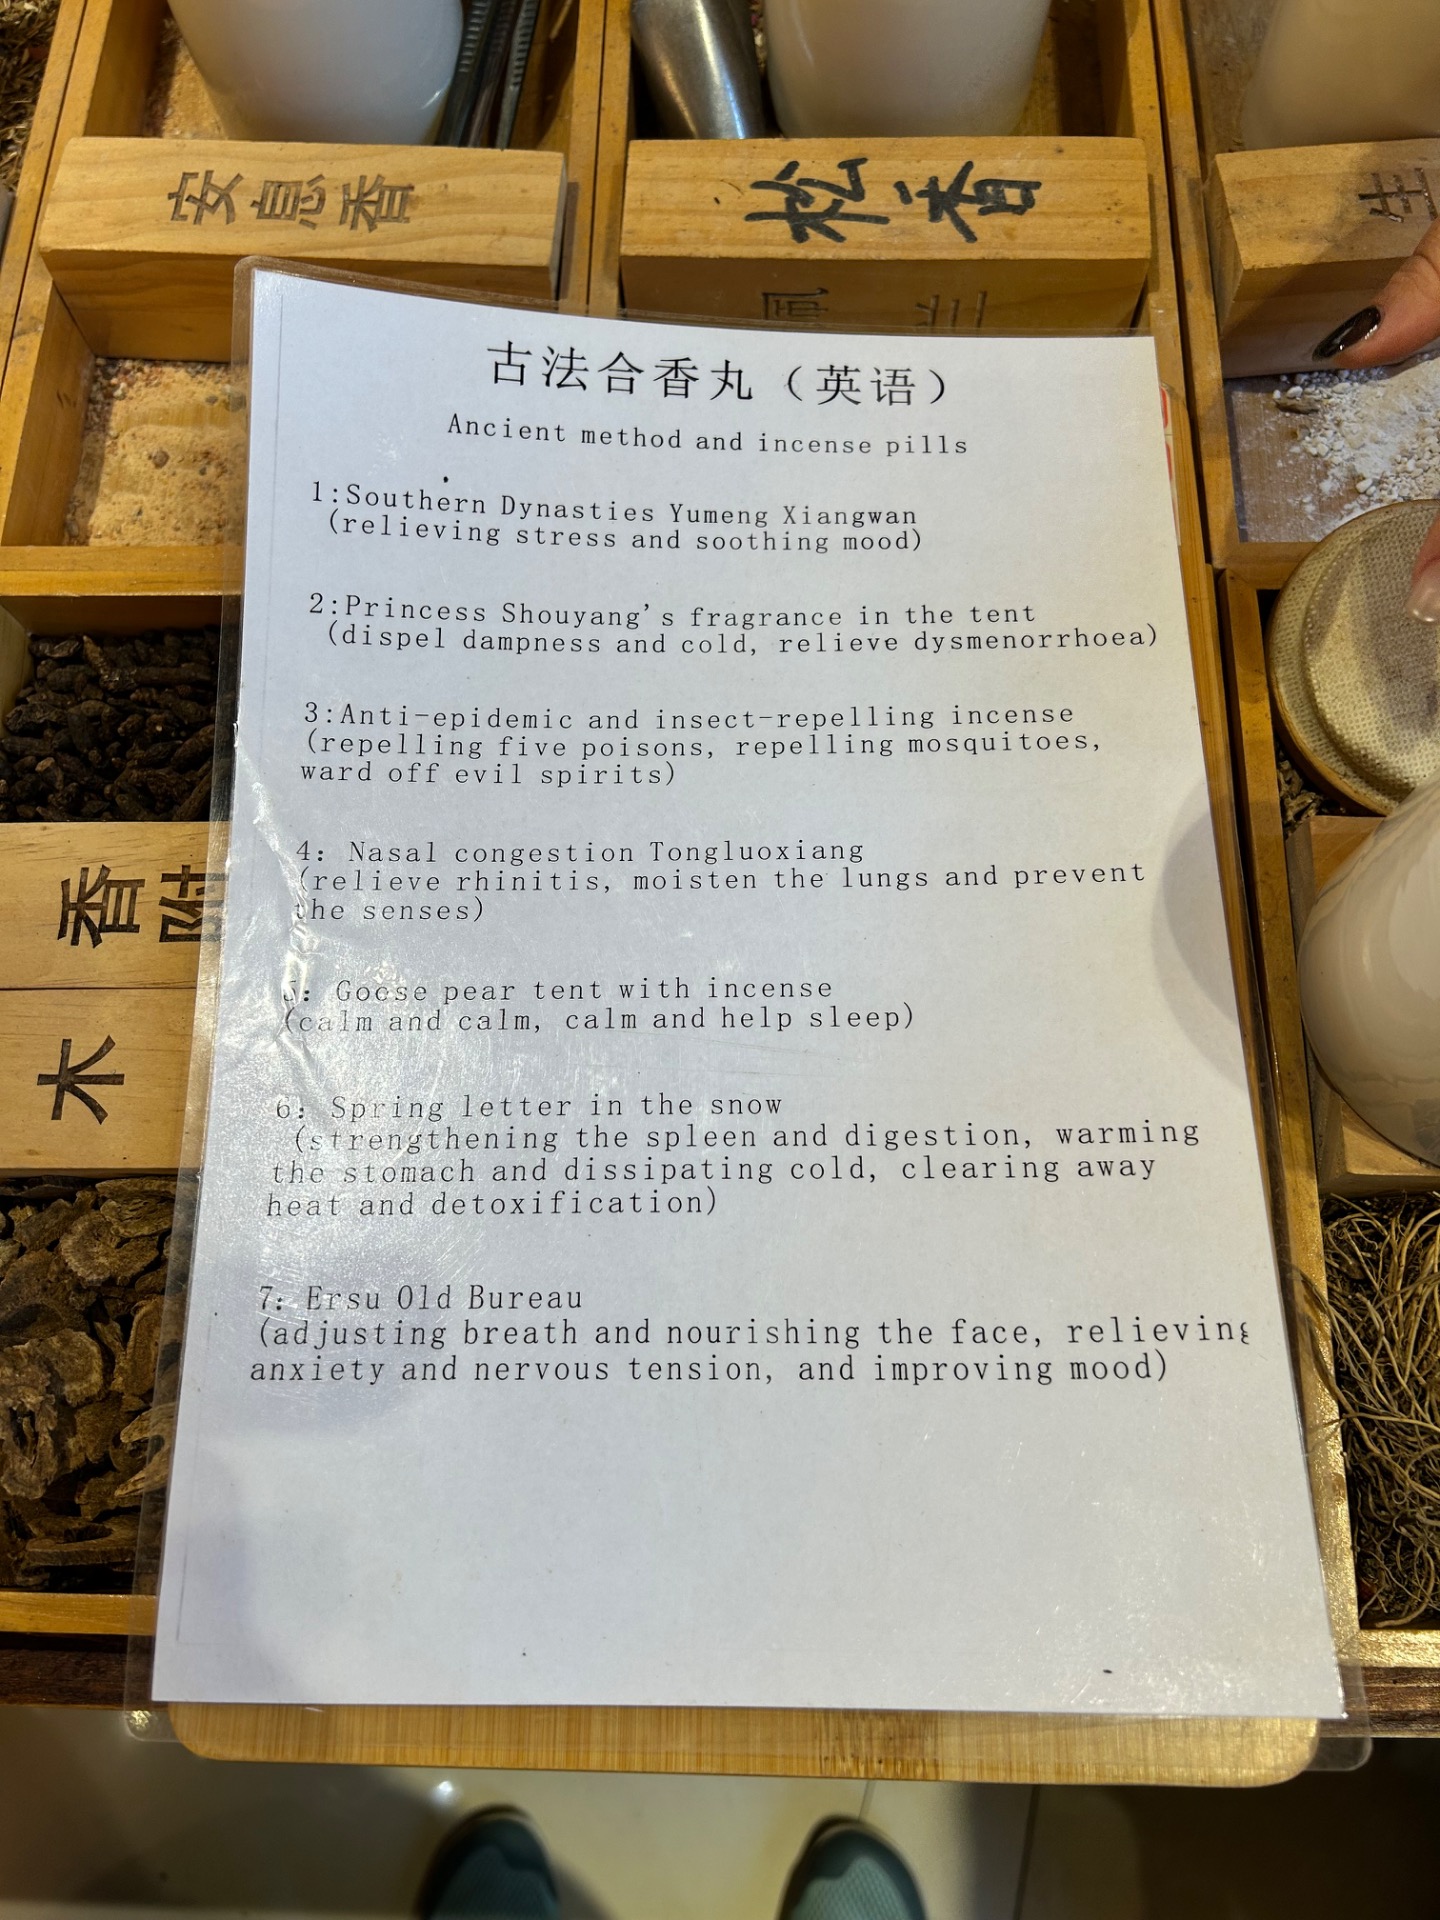 安息香
松香
生
古法合香丸（英语）
Ancient method and incense pills
1:Southern Dynasties Yumeng Xiangwan
(relieving stress and soothing mood)
2:Princess Shouyang's fragrance in the tent
(dispel dampness and cold, relieve dysmenorrhoea)
3:Anti-epidemic and insect-repelling incense
(repelling five poisons, repelling mosquitoes,
ward off evil spirits)
4: Nasal congestion Tongluoxiang
(relieve rhinitis, moisten the lungs and prevent
the senses)
5: Goose pear tent with incense
(calm and calm, calm and help sleep)
6: Spring letter in the snow
(strengthening the spleen and digestion, warming
the stomach and dissipating cold, clearing away
heat and detoxification)
7: Ersu Old Bureau
(adjusting breath and nourishing the face, relieving
anxiety and nervous tension, and improving mood)
香附
木